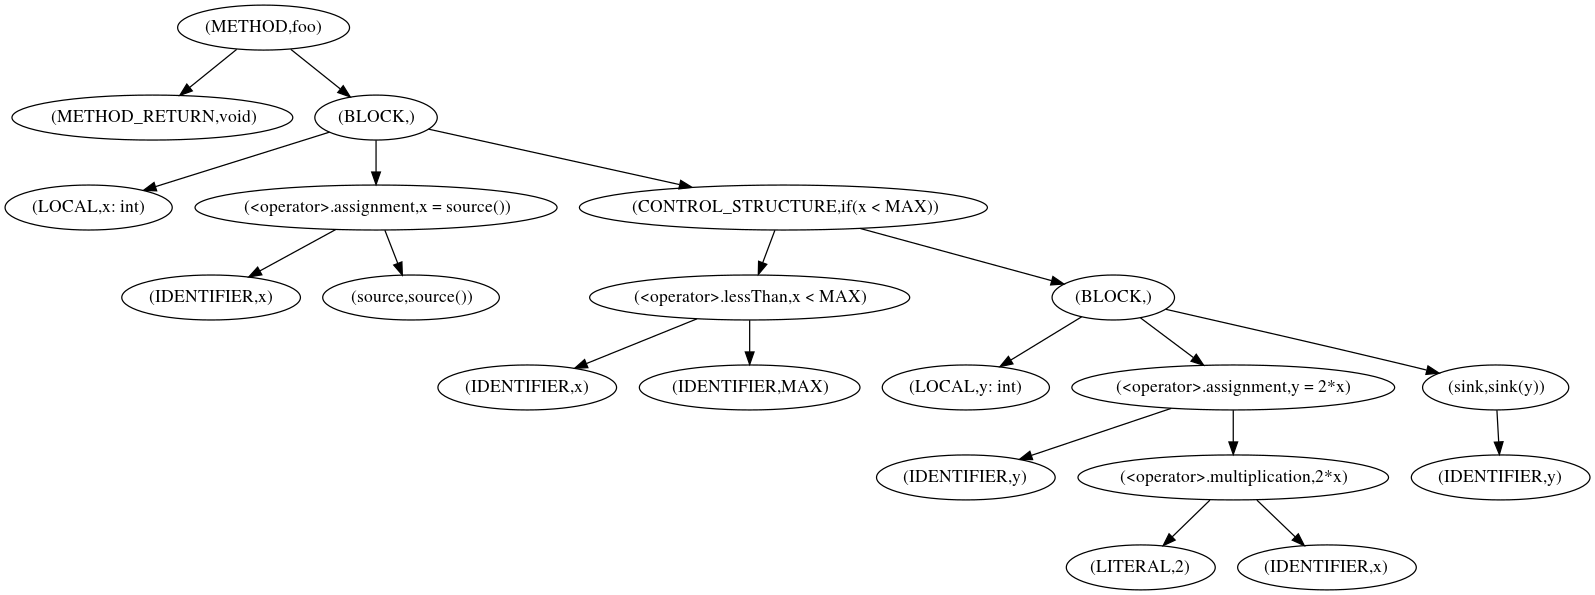 (METHOD,foo)
(METHOD_RETURN,void)
(BLOCK,)
(LOCAL,x: int)
(<operator>.assignment,x = source())
(CONTROL_STRUCTURE,if(x < MAX))
(IDENTIFIER,x)
(source,source())
(<operator>.lessThan,x < MAX)
(BLOCK,)
(IDENTIFIER,x)
(IDENTIFIER,MAX)
(LOCAL,y: int)
(<operator>.assignment,y = 2*x)
(sink,sink(y))
(IDENTIFIER,y)
(<operator>.multiplication,2*x)
(IDENTIFIER,y)
(LITERAL,2)
(IDENTIFIER,x)